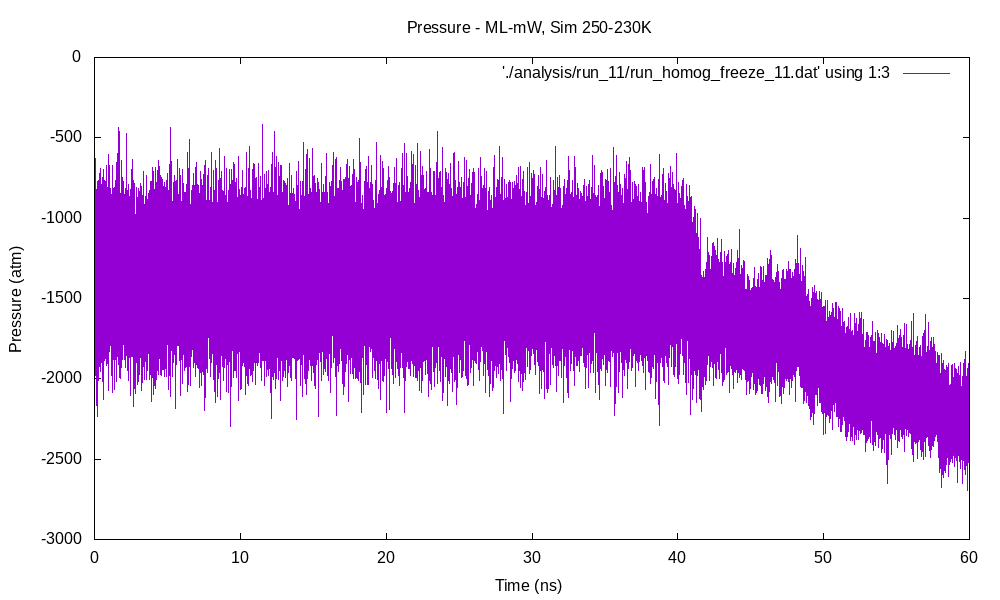 Pressure - ML-mW, Sim 250-230K
'./analysis/run_11/run_homog_freeze_11.dat' using 1:3
0
-500
-1000
-1500
-2000
-2500
-3000
Pressure (atm)
0 10 20 30 40 50 60
Time (ns)